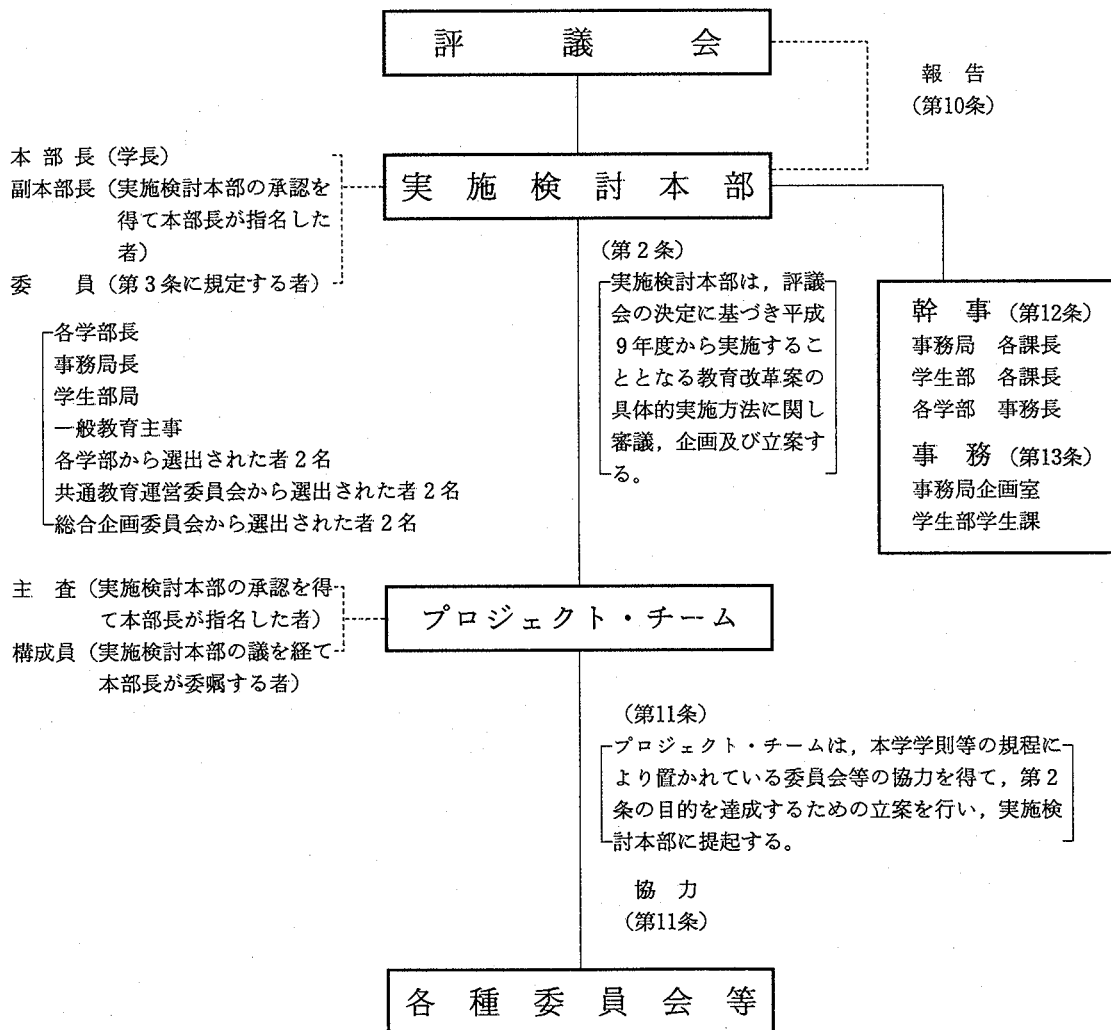 評議会
報告
(第10条)
本部長(学長)
副本部長(実施検討本部の承認を
得て本部長が指名した
者)
委員(第3条に規定する者)
実施検討本部
各学部長
事務局長
学生部局
一般教育主事
各学部から選出された者2名
共通教育運営委員会から選出された者2名
総合企画委員会から選出された者2名
(第2条)
実施検討本部は,評議
会の決定に基づき平成
9年度から実施するこ
ととなる教育改革案の
具体的実施方法に関し
審議,企画及び立案す
る。
幹事(第12条)
事務局 各課長
学生部 各課長
各学部 事務長
事務(第13条)
事務局企画室
学生部学生課
主査(実施検討本部の承認を得
て本部長が指名した者)
構成員(実施検討本部の議を経て
本部長が委嘱する者)
プロジェクト・チーム
(第11条)
プロジェクト・チームは,本学学則等の規程に
より置かれている委員会等の協力を得て,第2
条の目的を達成するための立案を行い,実施検
討本部に提起する。
協力
(第11条)
各種委員会等